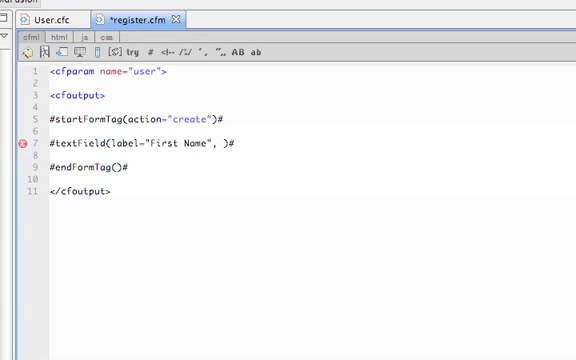 User.cfc *register.cfm
cfml html js css
try # <!-- AB ab
1 <cfparam name="user">
2
3 <cfoutput>
4
5 #startFormTag(action="create")#
6
7 #textField(label="First Name", )#
8
9 #endFormTag()#
10
11 </cfoutput>